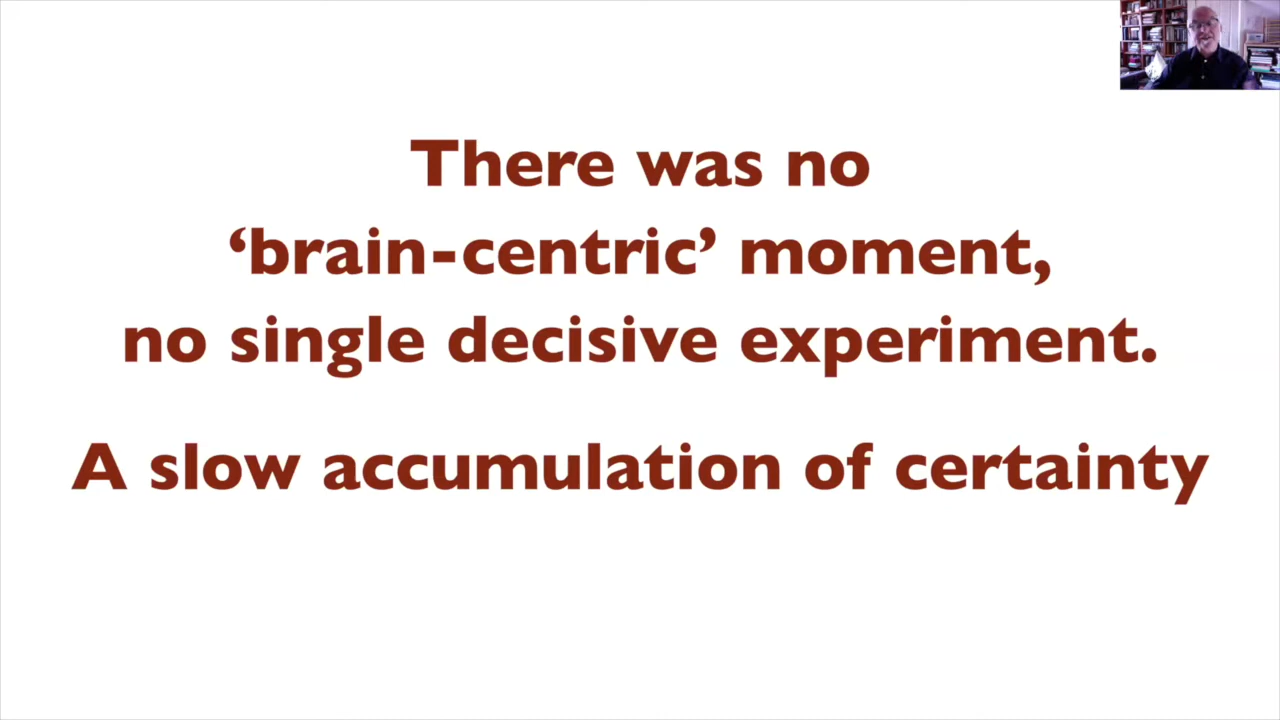 There was no
‘brain-centric’ moment,
no single decisive experiment.
A slow accumulation of certainty